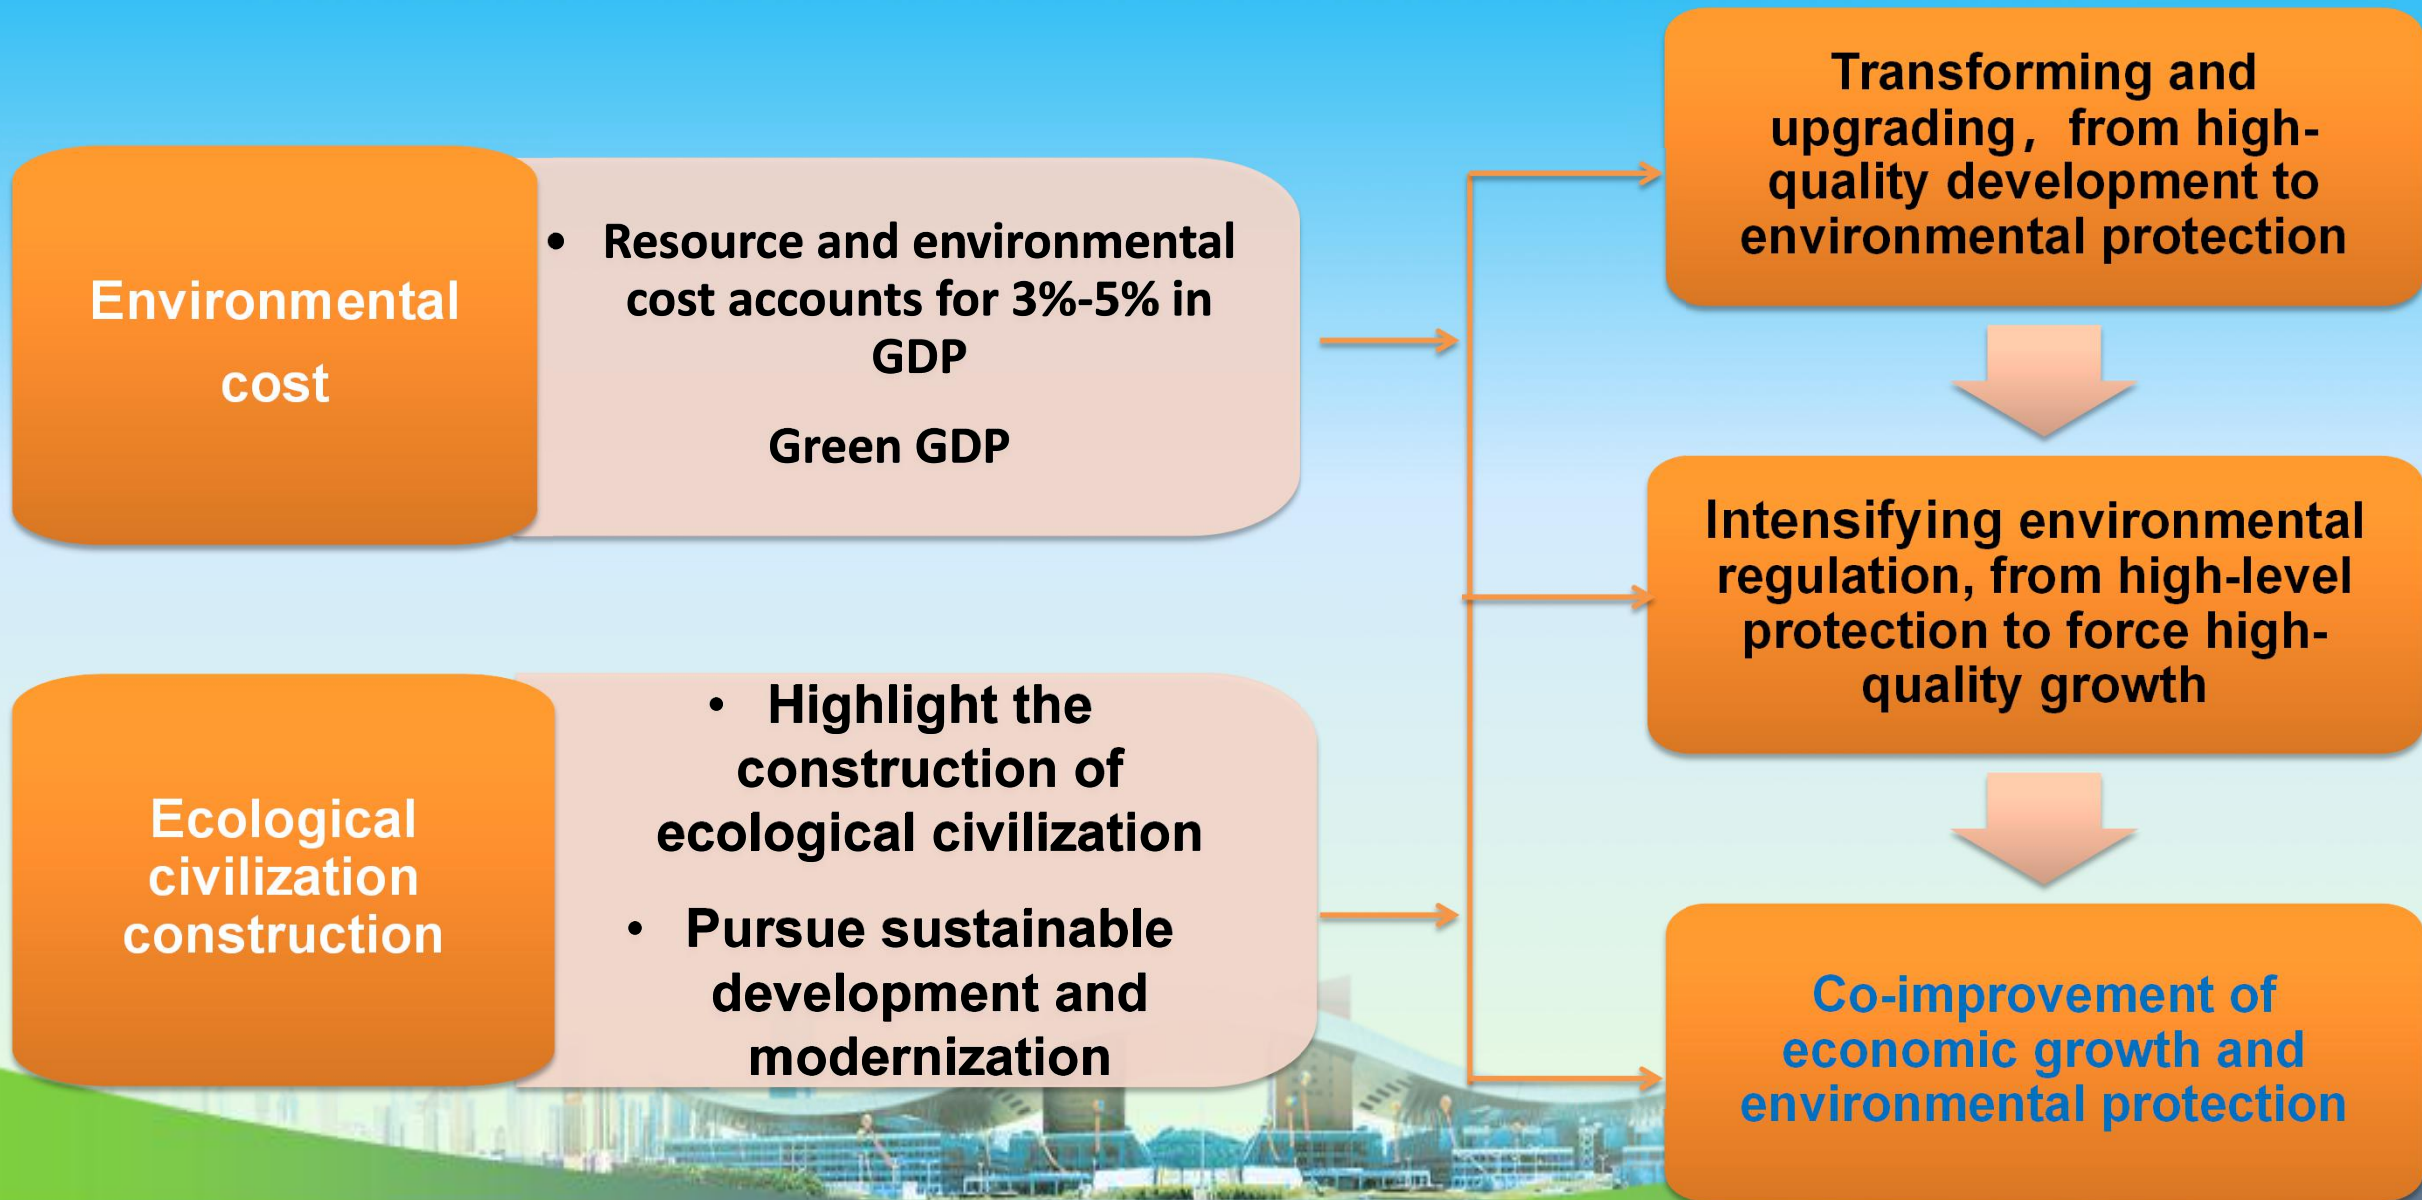 Environmental
cost
• Resource and environmental
cost accounts for 3%-5% in
GDP
Green GDP
Ecological
civilization
construction
• Highlight the
construction of
ecological civilization
• Pursue sustainable
development and
modernization
Transforming and
upgrading，from high-
quality development to
environmental protection
Intensifying environmental
regulation, from high-level
protection to force high-
quality growth
Co-improvement of
economic growth and
environmental protection